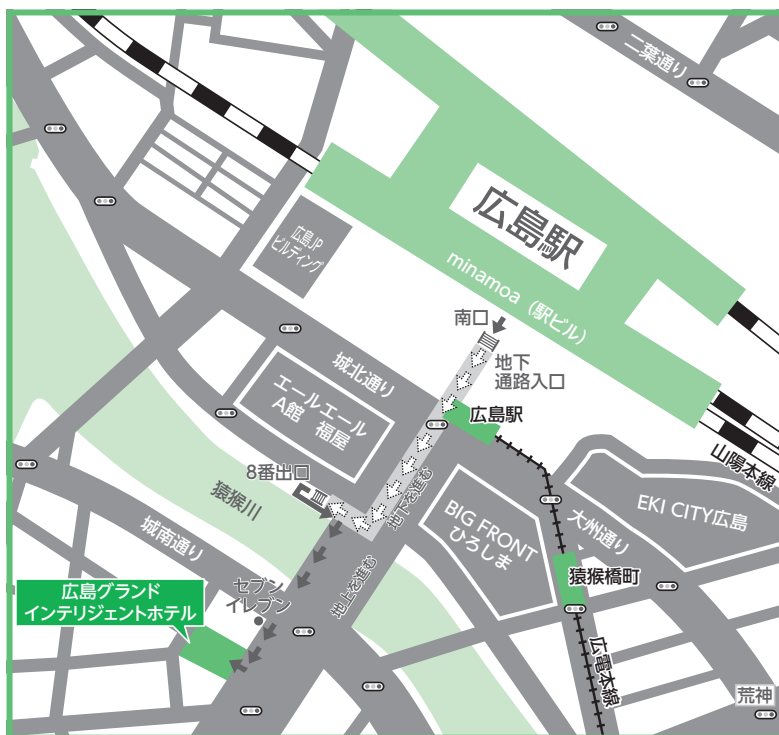 二葉通り
広島駅
minamoa（駅ビル）
広島JP
ビルディング
南口
地下
通路入口
城北通り
広島駅
エールエール
A館　福屋
8番出口
地下を進む
山陽本線
EKI CITY広島
大州通り
BIG FRONT
ひろしま
猿猴川
城南通り
猿猴橋町
地上を進む
セブン
イレブン
広島グランド
インテリジェントホテル
広電本線
荒神